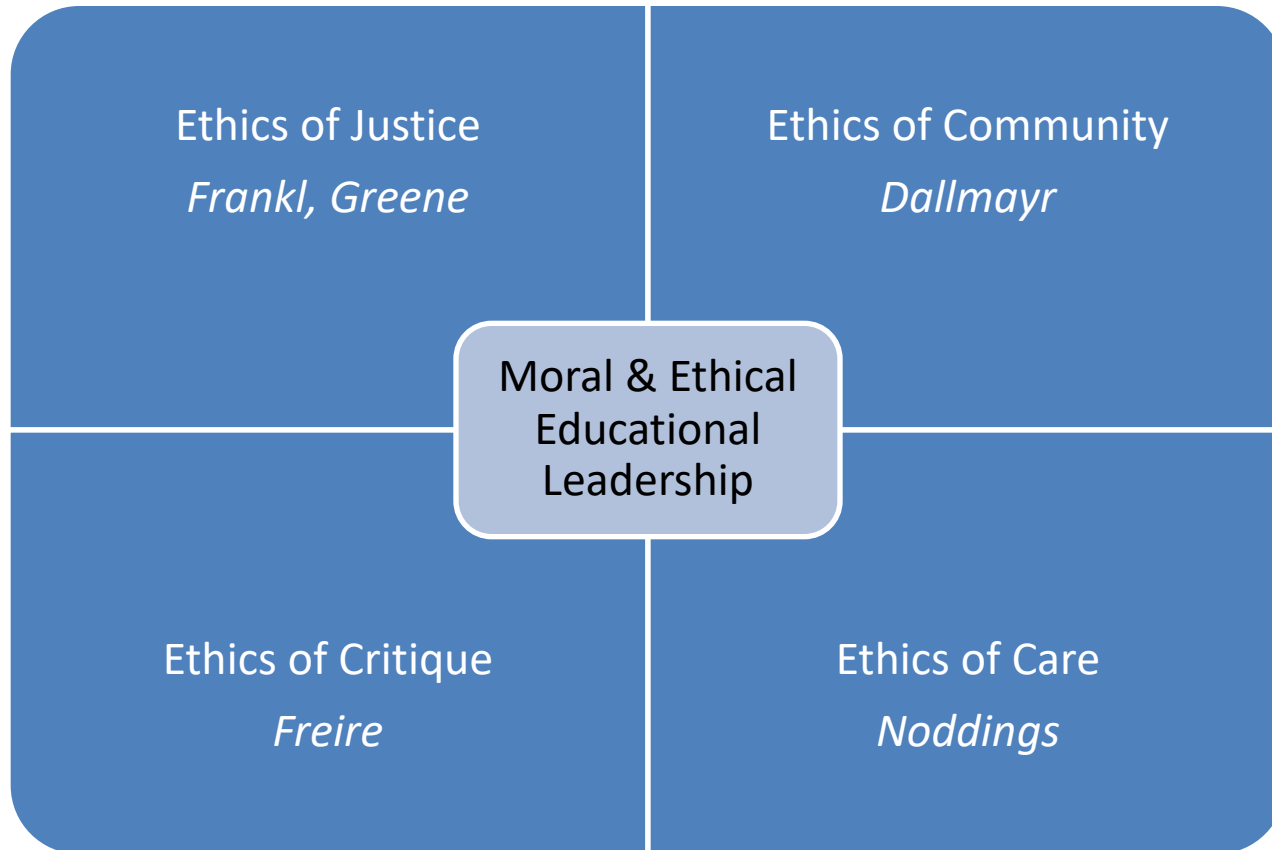 Ethics of Justice
Frankl, Greene
Ethics of Community
Dallmayr
Moral & Ethical
Educational
Leadership
Ethics of Critique
Freire
Ethics of Care
Noddings